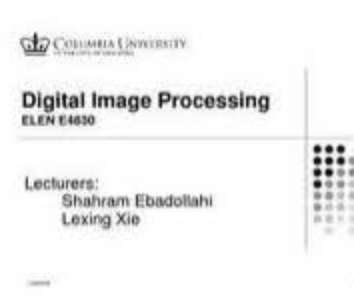 COLUMBIA UNIVERSITY
Digital Image Processing
ELEN E4830
Lecturers:
Shahram Ebadollahi
Lexing Xie